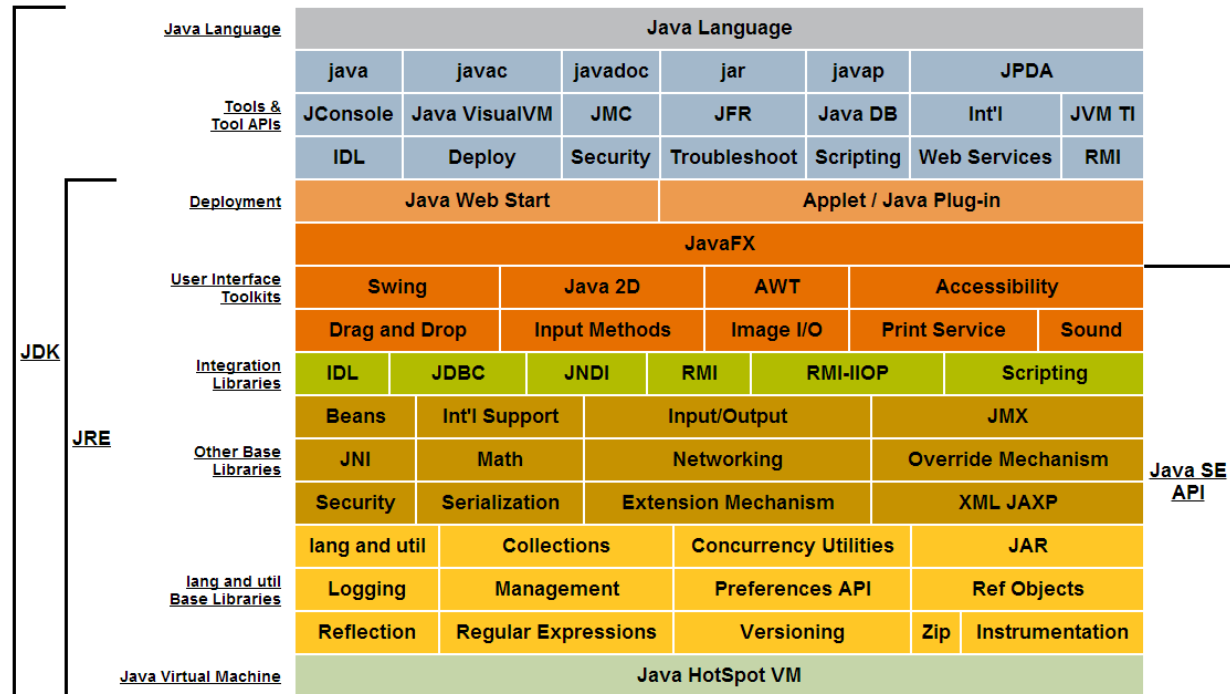 Java Language
Java Language
java javac javadoc jar javap JPDA
Tools &
Tool APIs
JConsole Java VisualVM JMC JFR Java DB Int'l JVM TI
IDL Deploy Security Troubleshoot Scripting Web Services RMI
Deployment
Java Web Start Applet / Java Plug-in
JavaFX
User Interface
Toolkits
Swing Java 2D AWT Accessibility
Drag and Drop Input Methods Image I/O Print Service Sound
JDK
Integration
Libraries
IDL JDBC JNDI RMI RMI-IIOP Scripting
Beans Int'l Support Input/Output JMX
JRE
Other Base
Libraries
JNI Math Networking Override Mechanism
Java SE
API
Security Serialization Extension Mechanism XML JAXP
lang and util Collections Concurrency Utilities JAR
lang and util
Base Libraries
Logging Management Preferences API Ref Objects
Reflection Regular Expressions Versioning Zip Instrumentation
Java Virtual Machine
Java HotSpot VM